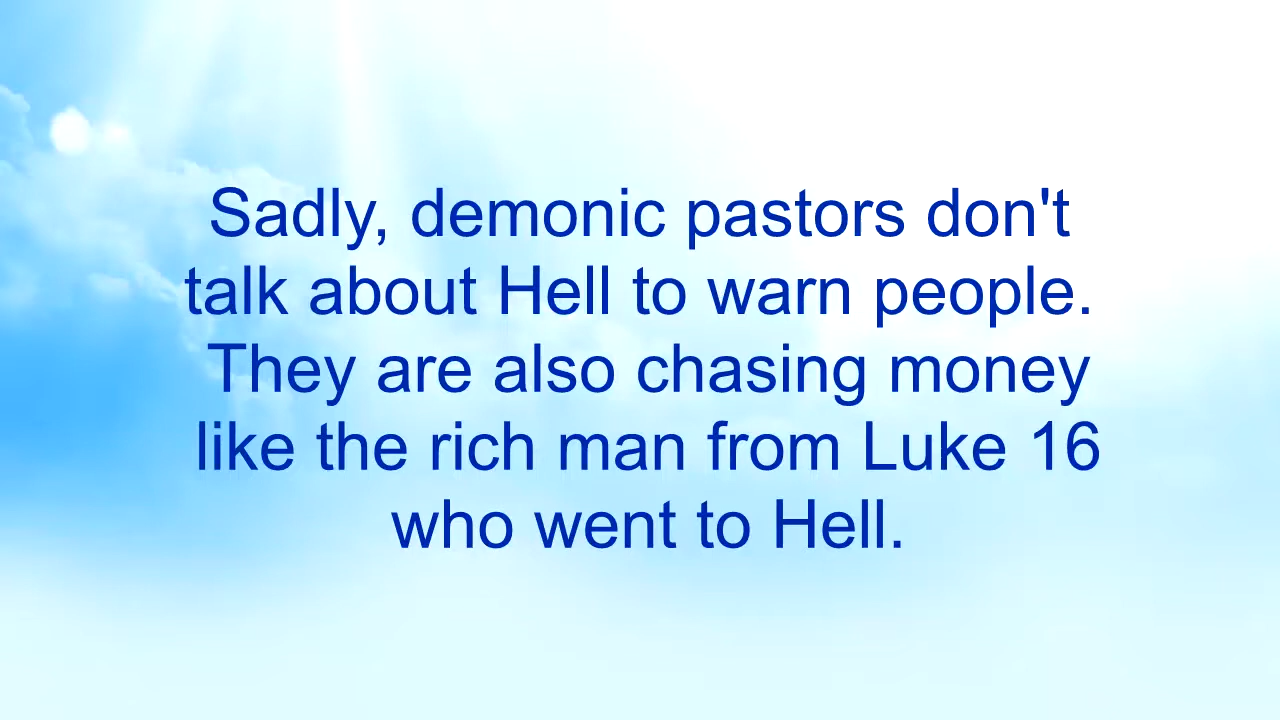 Sadly, demonic pastors don't
talk about Hell to warn people.
They are also chasing money
like the rich man from Luke 16
who went to Hell.